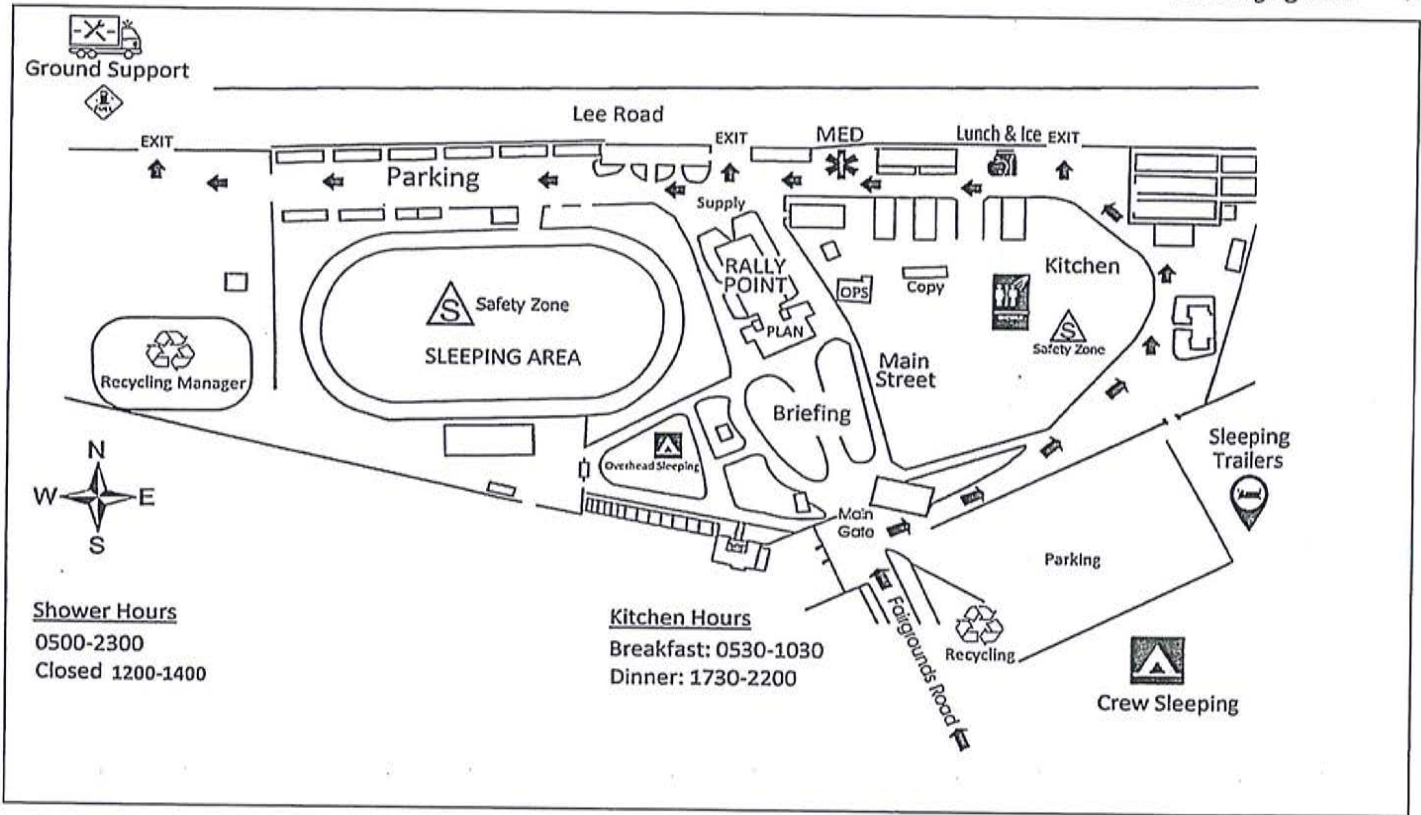 Ground Support
Lee Road
EXIT
EXIT
MED
Lunch & Ice
EXIT
Parking
Supply
RALLY
POINT
OPS
Copy
Kitchen
S
Safety Zone
PLAN
S
Safety Zone
SLEEPING AREA
Recycling Manager
Main
Street
Briefing
Overhead Sleeping
Sleeping
Trailers
N
W
E
S
Main
Gate
Parking
Shower Hours
0500-2300
Closed 1200-1400
Kitchen Hours
Breakfast: 0530-1030
Dinner: 1730-2200
Fairgrounds Road
Recycling
Crew Sleeping